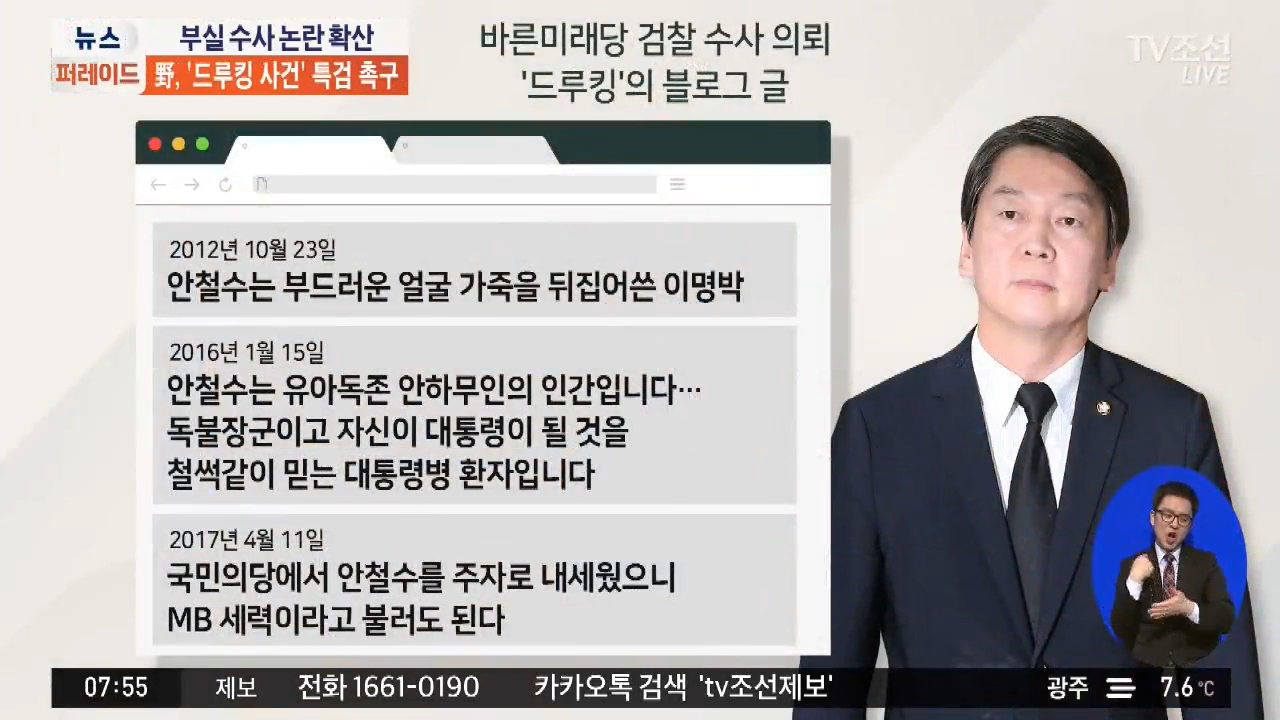 뉴스
퍼레이드
부실 수사 논란 확산
野, '드루킹 사건' 특검 촉구
바른미래당 검찰 수사 의뢰
'드루킹'의 블로그 글
TV조선
LIVE
2012년 10월 23일
안철수는 부드러운 얼굴 가죽을 뒤집어쓴 이명박
2016년 1월 15일
안철수는 유아독존 안하무인의 인간입니다…
독불장군이고 자신이 대통령이 될 것을
철썩같이 믿는 대통령병 환자입니다
2017년 4월 11일
국민의당에서 안철수를 주자로 내세웠으니
MB 세력이라고 불러도 된다
07:55 제보 전화 1661-0190 카카오톡 검색 'tv조선제보' 광주 7.6℃